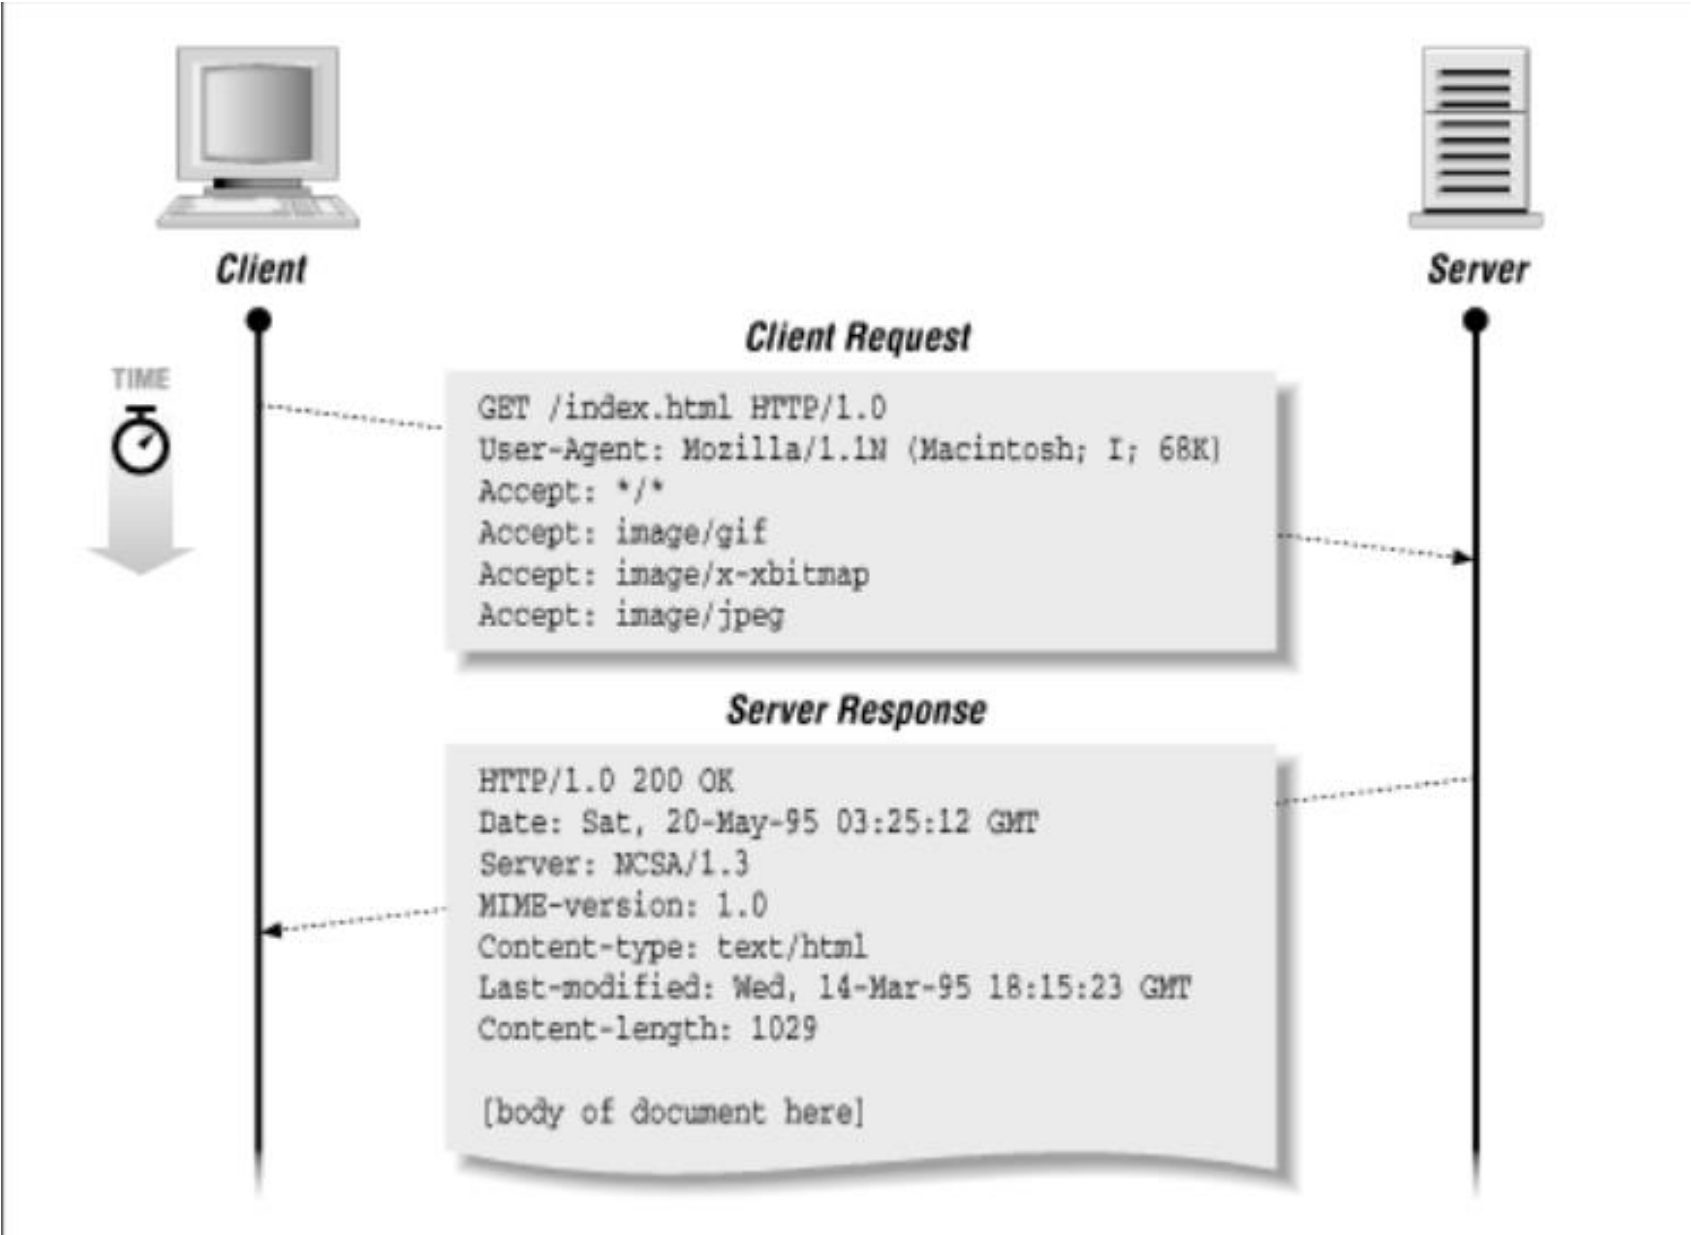 Client
Server
TIME
Client Request
GET /index.html HTTP/1.0
User-Agent: Mozilla/1.1N (Macintosh; I; 68K)
Accept: */*
Accept: image/gif
Accept: image/x-xbitmap
Accept: image/jpeg
Server Response
HTTP/1.0 200 OK
Date: Sat, 20-May-95 03:25:12 GMT
Server: NCSA/1.3
MIME-version: 1.0
Content-type: text/html
Last-modified: Wed, 14-Mar-95 18:15:23 GMT
Content-length: 1029
[body of document here]